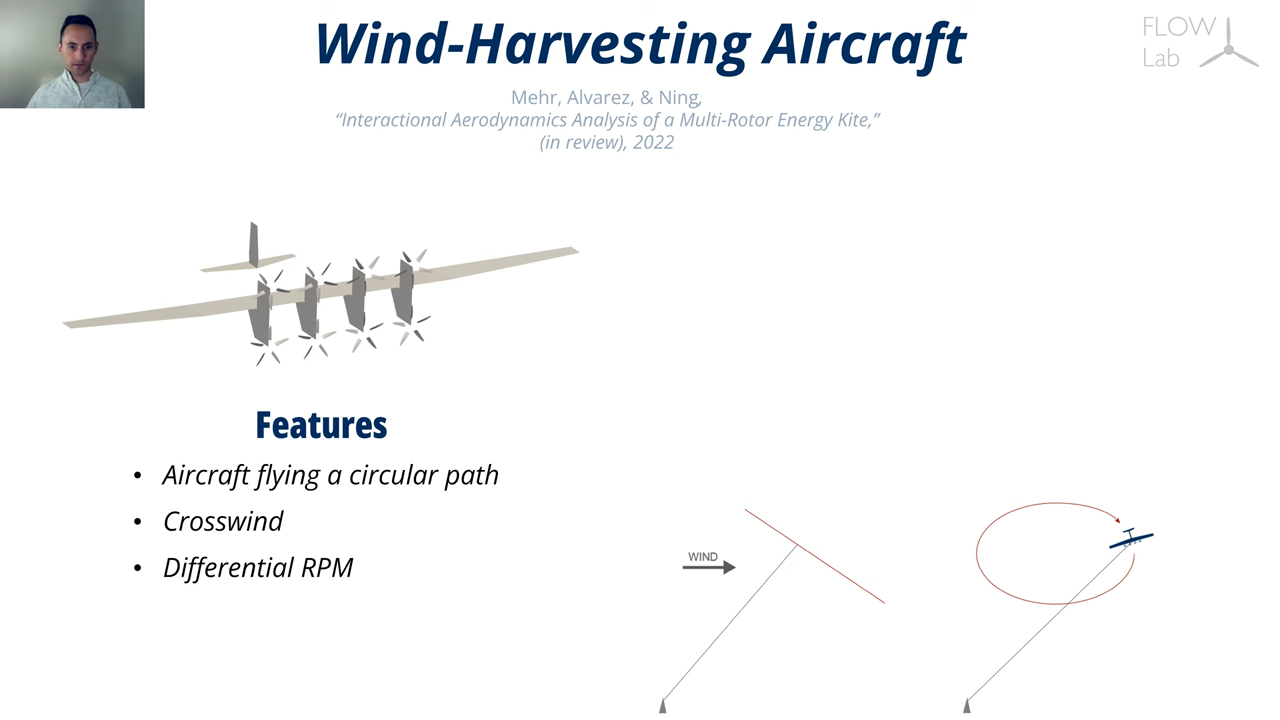 Wind-Harvesting Aircraft
FLOW
Lab
Mehr, Alvarez, & Ning,
“Interactional Aerodynamics Analysis of a Multi-Rotor Energy Kite,”
(in review), 2022
Features
• Aircraft flying a circular path
• Crosswind
• Differential RPM
WIND